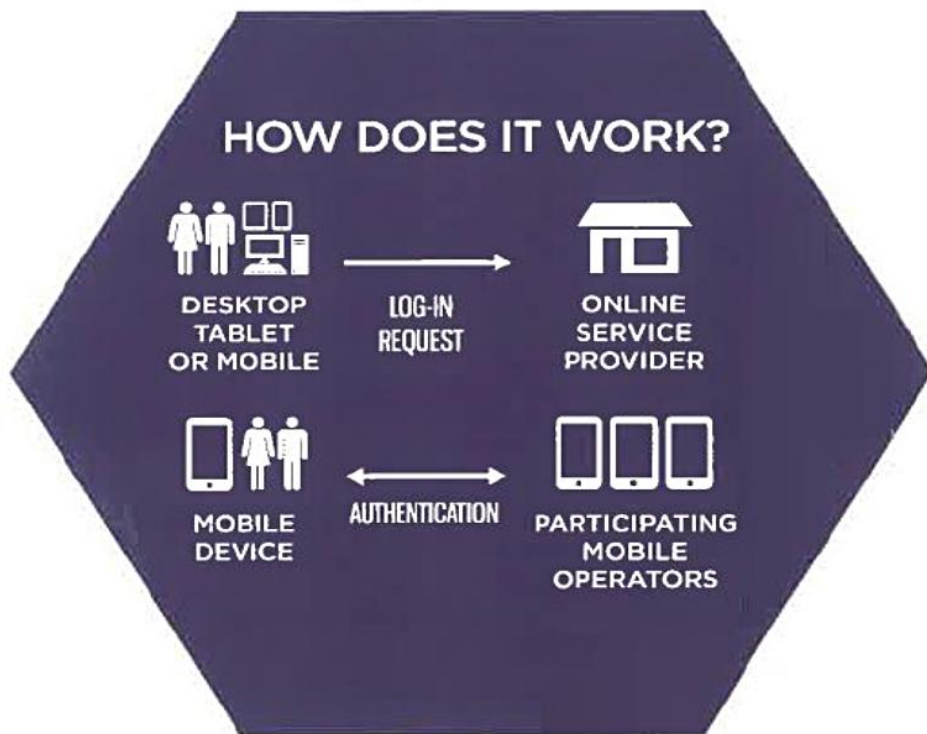 HOW DOES IT WORK?
DESKTOP
TABLET
OR MOBILE
LOG-IN
REQUEST
ONLINE
SERVICE
PROVIDER
MOBILE
DEVICE
AUTHENTICATION
PARTICIPATING
MOBILE
OPERATORS